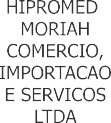 HIPROMED
MORIAH
COMERCIO,
IMPORTACAO
E SERVICOS
LTDA